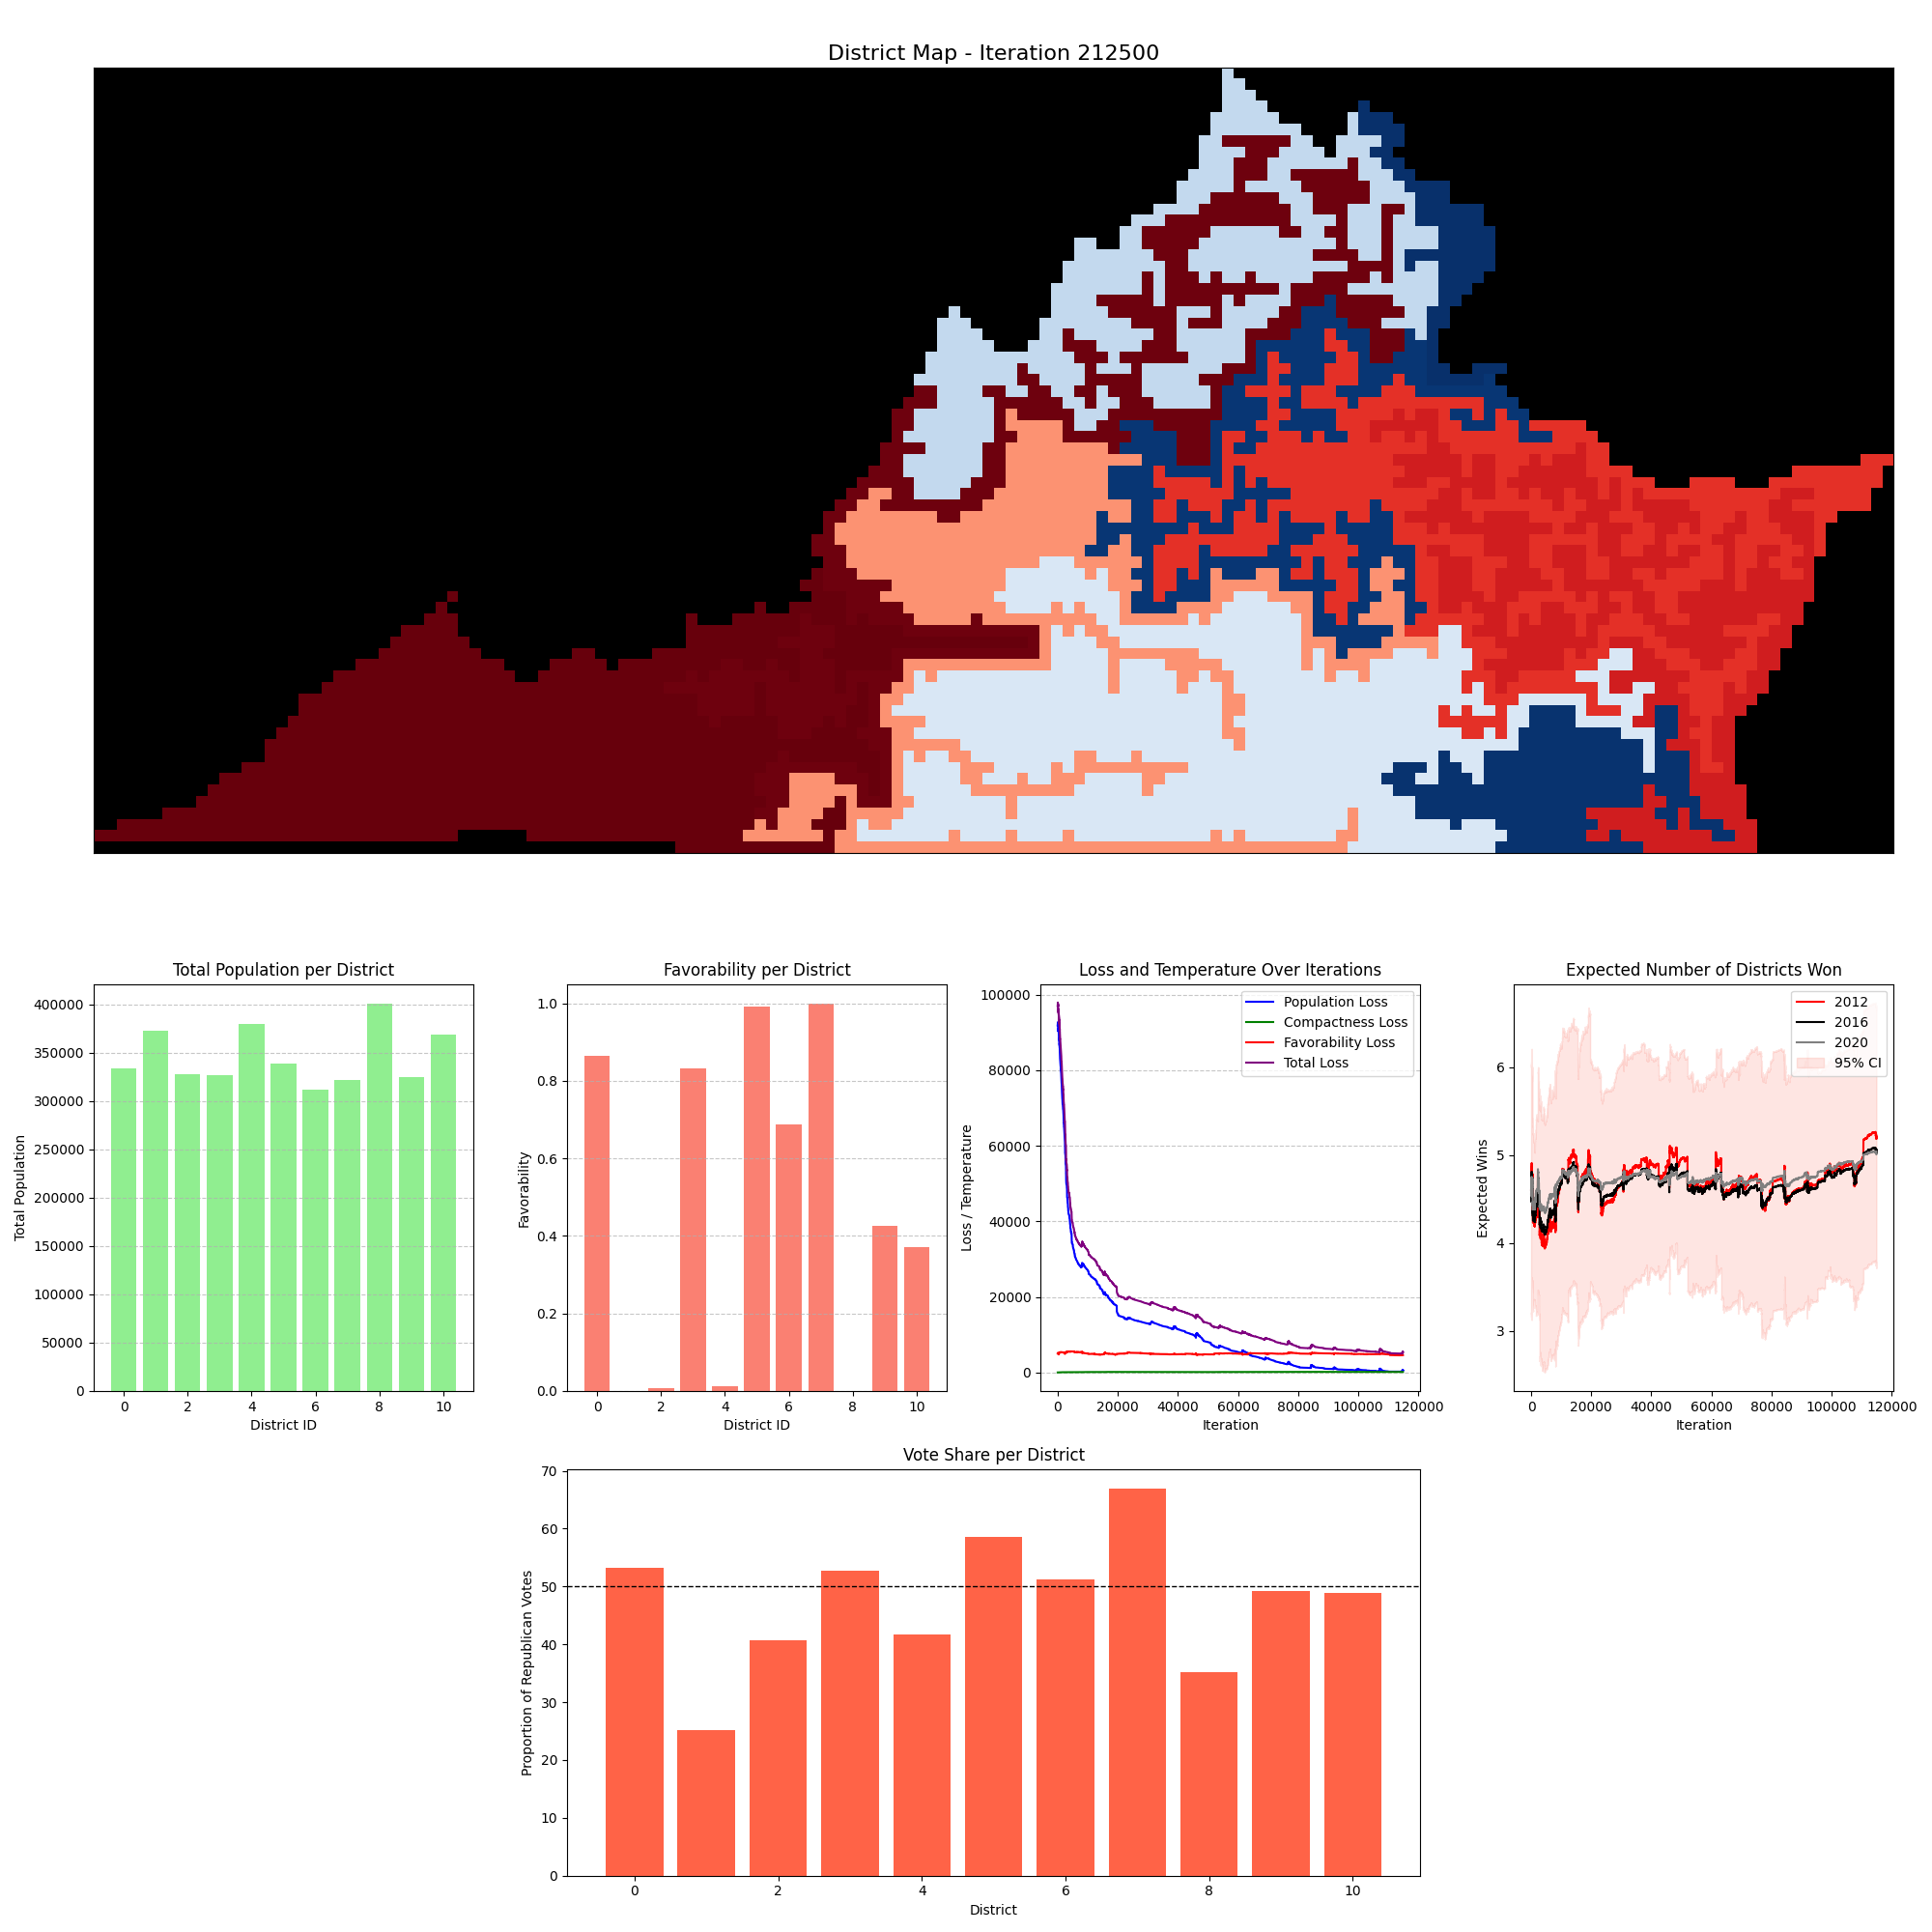 District Map - Iteration 212500
Total Population per District
Total Population
400000
350000
300000
250000
200000
150000
100000
50000
0
0 2 4 6 8 10
District ID
Favorability per District
Favorability
1.0
0.8
0.6
0.4
0.2
0.0
0 2 4 6 8 10
District ID
Loss and Temperature Over Iterations
Loss / Temperature
100000
80000
60000
40000
20000
0
Population Loss
Compactness Loss
Favorability Loss
Total Loss
0 20000 40000 60000 80000 100000 120000
Iteration
Expected Number of Districts Won
Expected Wins
6
5
4
3
2012
2016
2020
95% CI
0 20000 40000 60000 80000 100000 120000
Iteration
Vote Share per District
Proportion of Republican Votes
70
60
50
40
30
20
10
0
0 2 4 6 8 10
District